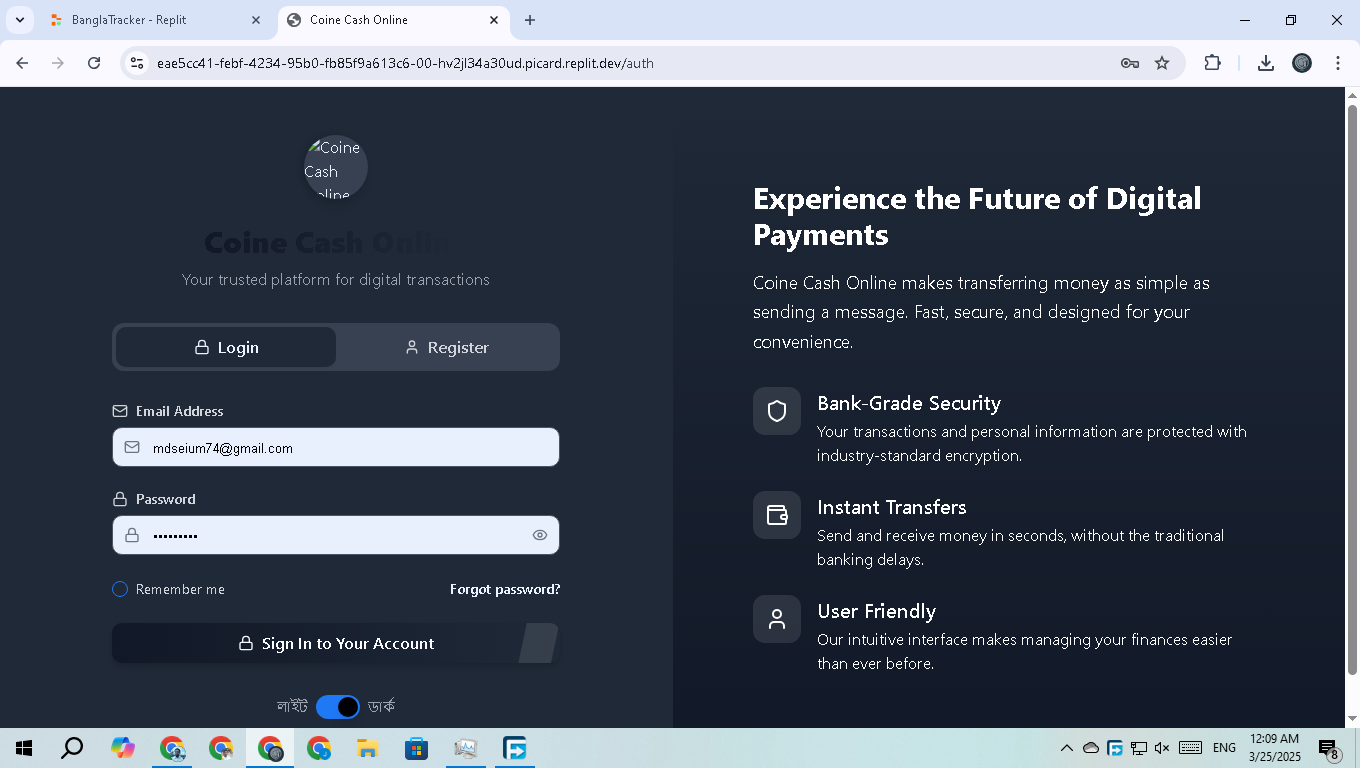 BanglaTracker - Replit
Coine Cash Online
eae5cc41-febf-4234-95b0-fb85f9a613c6-00-hv2jl34a30ud.picard.replit.dev/auth
Coine
Cash
Online
Coine Cash Online
Your trusted platform for digital transactions
Login
Register
Email Address
mdseium74@gmail.com
Password
•••••••••
Remember me
Forgot password?
Sign In to Your Account
লাইট
ডার্ক
Experience the Future of Digital
Payments
Coine Cash Online makes transferring money as simple as
sending a message. Fast, secure, and designed for your
convenience.
Bank-Grade Security
Your transactions and personal information are protected with
industry-standard encryption.
Instant Transfers
Send and receive money in seconds, without the traditional
banking delays.
User Friendly
Our intuitive interface makes managing your finances easier
than ever before.
ENG
12:09 AM
3/25/2025
8